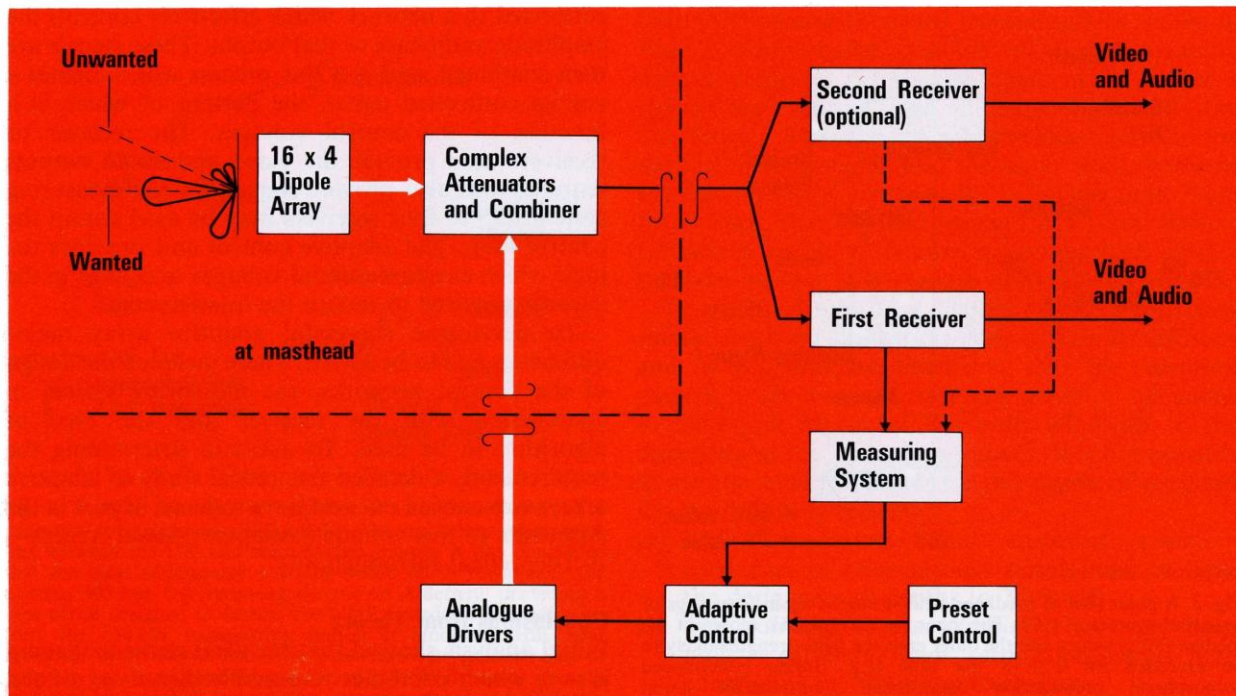 Unwanted
Wanted
16 x 4
Dipole
Array
Complex
Attenuators
and Combiner
at masthead
Second Receiver
(optional)
Video
and Audio
First Receiver
Video
and Audio
Measuring
System
Analogue
Drivers
Adaptive
Control
Preset
Control